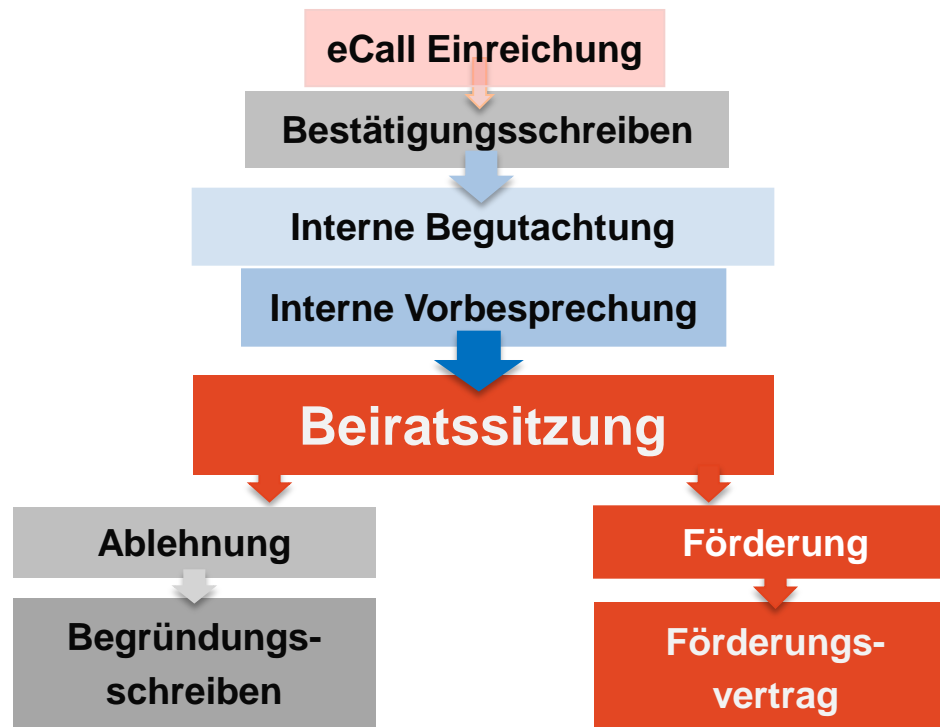 eCall Einreichung
Bestätigungsschreiben
Interne Begutachtung
Interne Vorbesprechung
Beiratssitzung
Ablehnung
Förderung
Begründungs-
schreiben
Förderungs-
vertrag